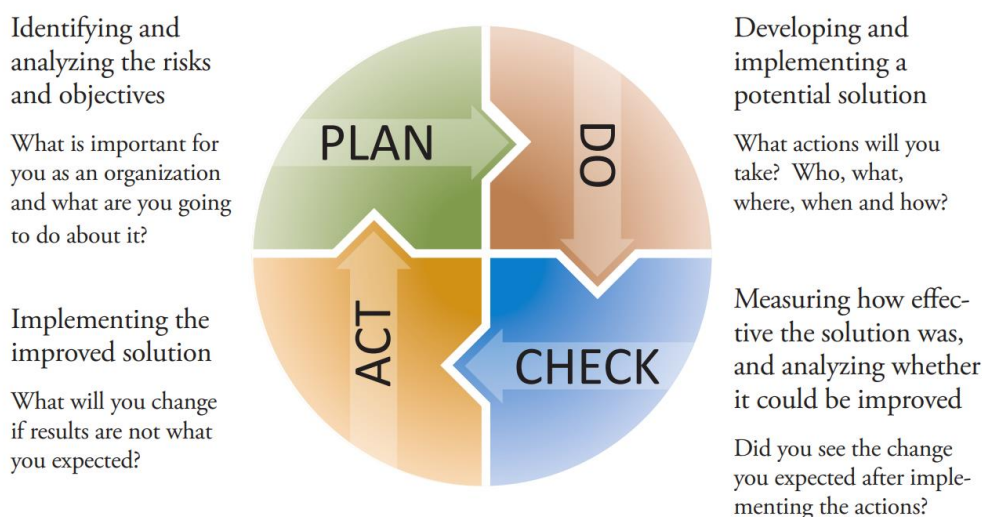 Identifying and
analyzing the risks
and objectives
What is important for
you as an organization
and what are you going
to do about it?
PLAN
DO
Developing and
implementing a
potential solution
What actions will you
take? Who, what,
where, when and how?
Implementing the
improved solution
What will you change
if results are not what
you expected?
ACT
CHECK
Measuring how effec-
tive the solution was,
and analyzing whether
it could be improved
Did you see the change
you expected after imple-
menting the actions?